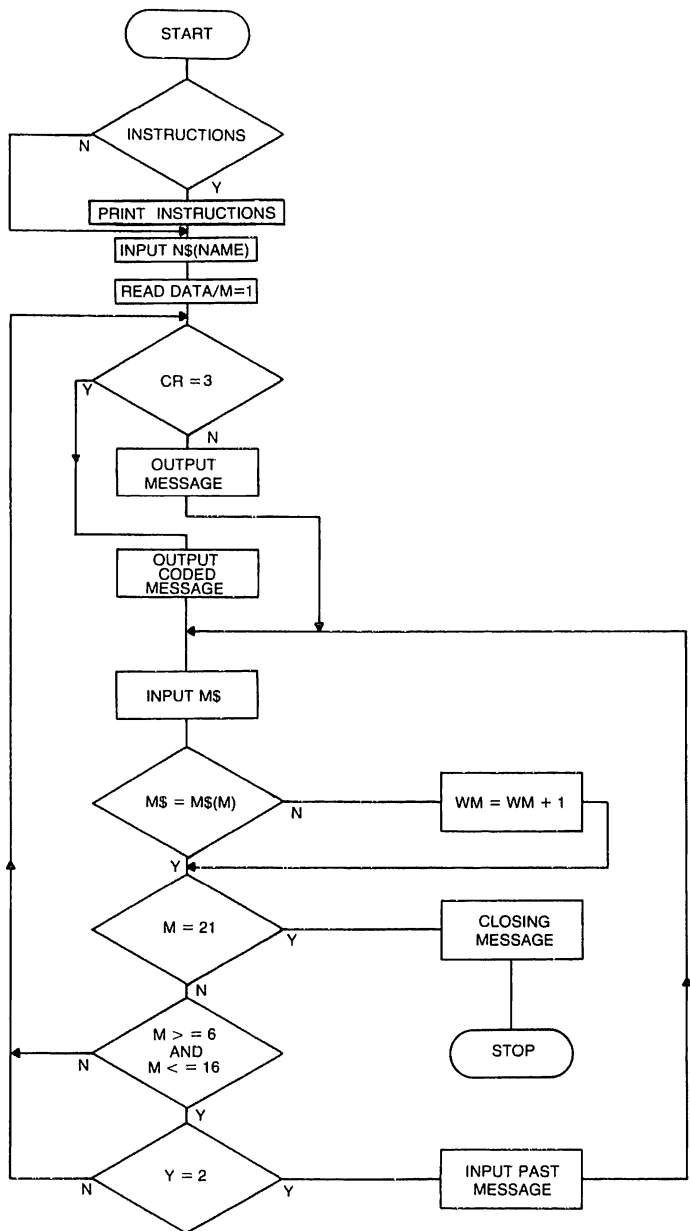 START
INSTRUCTIONS
N
Y
PRINT INSTRUCTIONS
INPUT N$(NAME)
READ DATA/M=1
CR = 3
Y
N
OUTPUT
MESSAGE
OUTPUT
CODED
MESSAGE
INPUT M$
M$ = M$(M)
N
WM = WM + 1
Y
M = 21
Y
CLOSING
MESSAGE
N
M > = 6
AND
M < = 16
N
STOP
Y
Y = 2
N
Y
INPUT PAST
MESSAGE